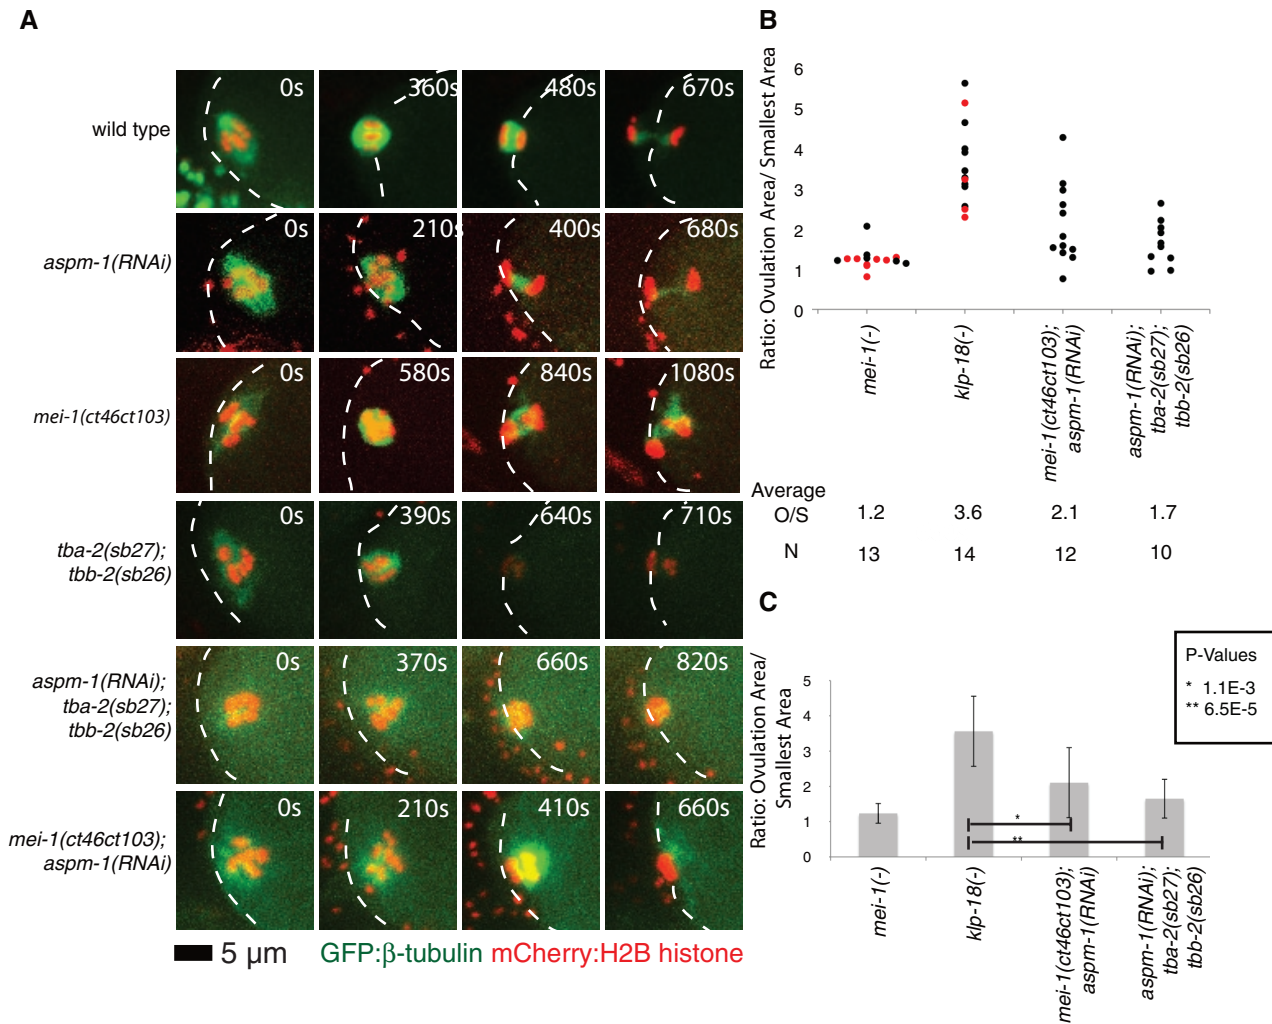 A
wild type
0s
360s
480s
670s
aspm-1(RNAi)
0s
210s
400s
680s
mei-1(ct46ct103)
0s
580s
840s
1080s
tba-2(sb27);
tbb-2(sb26)
0s
390s
640s
710s
aspm-1(RNAi);
tba-2(sb27);
tbb-2(sb26)
0s
370s
660s
820s
mei-1(ct46ct103);
aspm-1(RNAi)
0s
210s
410s
660s
5 µm
GFP:β-tubulin mCherry:H2B histone
B
Ratio: Ovulation Area/ Smallest Area
6
5
4
3
2
1
0
mei-1(-)
klp-18(-)
mei-1(ct46ct103);
aspm-1(RNAi)
aspm-1(RNAi);
tba-2(sb27);
tbb-2(sb26)
Average
O/S 1.2 3.6 2.1 1.7
N 13 14 12 10
C
Ratio: Ovulation Area/
Smallest Area
5
4
3
2
1
0
*
**
mei-1(-)
klp-18(-)
mei-1(ct46ct103);
aspm-1(RNAi)
aspm-1(RNAi);
tba-2(sb27);
tbb-2(sb26)
P-Values
* 1.1E-3
** 6.5E-5